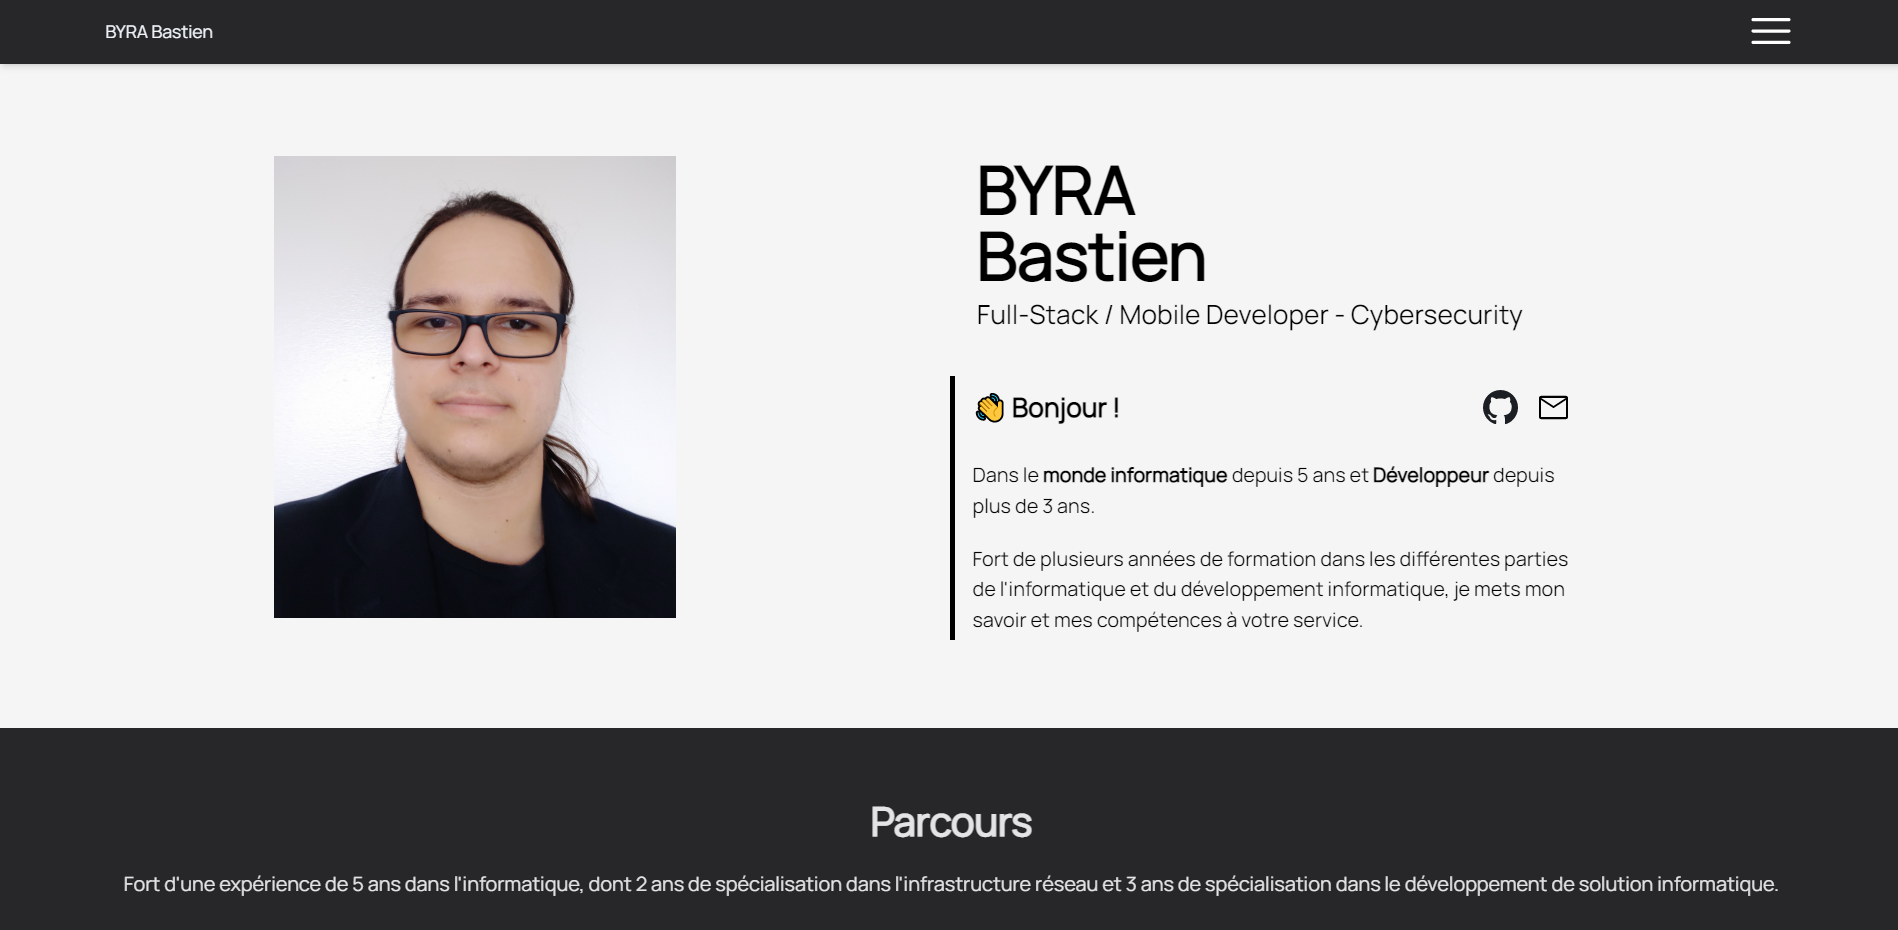 BYRA Bastien
BYRA
Bastien
Full-Stack / Mobile Developer - Cybersecurity
👋 Bonjour !
Dans le monde informatique depuis 5 ans et Développeur depuis
plus de 3 ans.
Fort de plusieurs années de formation dans les différentes parties
de l'informatique et du développement informatique, je mets mon
savoir et mes compétences à votre service.
Parcours
Fort d'une expérience de 5 ans dans l'informatique, dont 2 ans de spécialisation dans l'infrastructure réseau et 3 ans de spécialisation dans le développement de solution informatique.